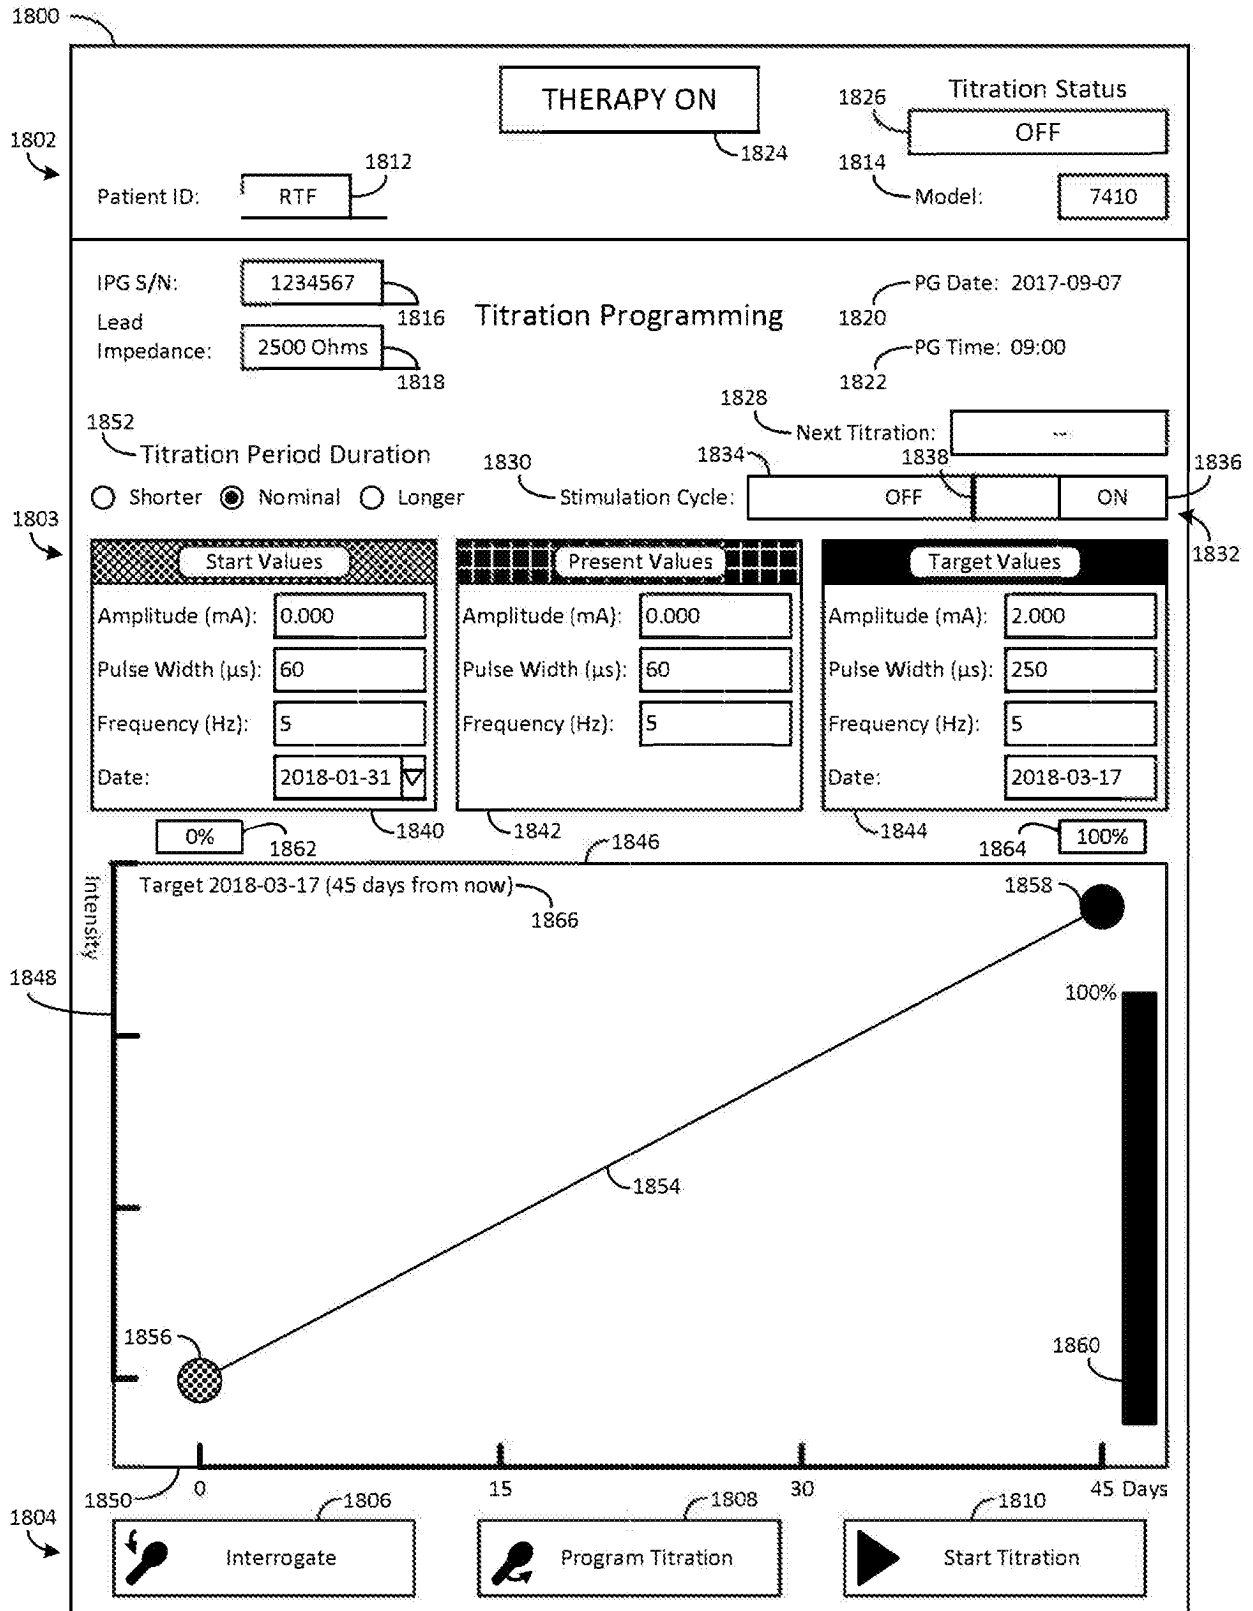 1800
THERAPY ON
Titration Status
1826
OFF
1802
1824
1812
1814
Patient ID: RTF
Model: 7410
IPG S/N: 1234567
PG Date: 2017-09-07
1816
Titration Programming
1820
Lead
Impedance: 2500 Ohms
PG Time: 09:00
1818
1822
1828
1852
Next Titration: --
Titration Period Duration
1834
1838
1830
1836
Shorter Nominal Longer
Stimulation Cycle: OFF ON
1803
1832
Start Values Present Values Target Values
Amplitude (mA): 0.000 Amplitude (mA): 0.000 Amplitude (mA): 2.000
Pulse Width (µs): 60 Pulse Width (µs): 60 Pulse Width (µs): 250
Frequency (Hz): 5 Frequency (Hz): 5 Frequency (Hz): 5
Date: 2018-01-31 Date: 2018-03-17
1840 1842 1844
0% 1862 1846 1864 100%
Intensity
Target 2018-03-17 (45 days from now)
1858
1866
1848
100%
1854
1856
1860
0 15 30 45 Days
1850 1806 1808 1810
1804
Interrogate Program Titration Start Titration